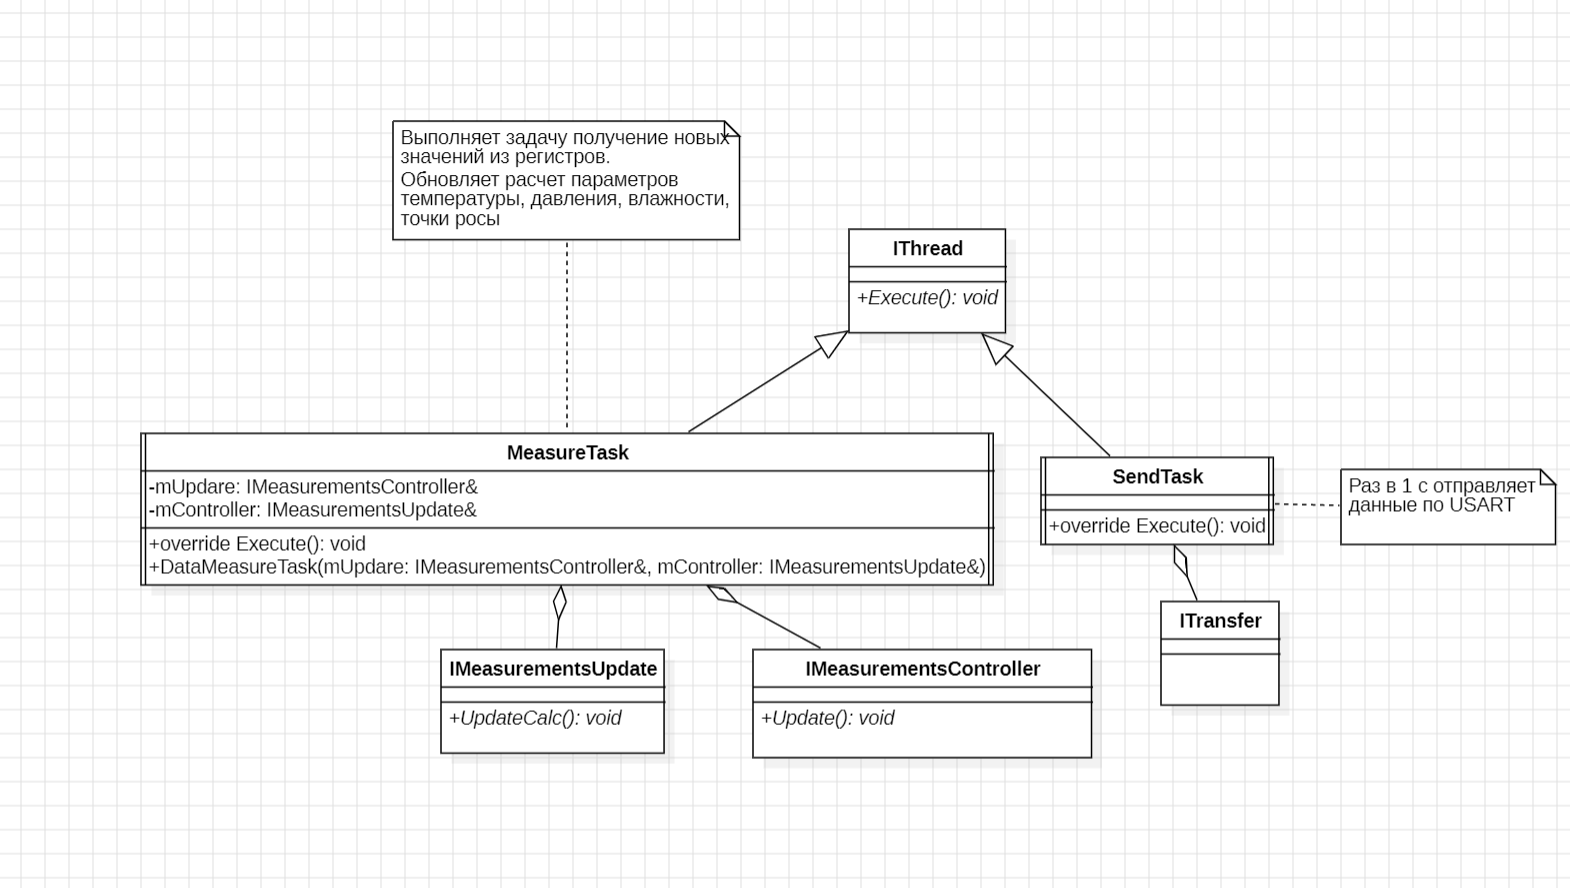 Выполняет задачу получение новых
значений из регистров.
Обновляет расчет параметров
температуры, давления, влажности,
точки росы
IThread
+Execute(): void
MeasureTask
-mUpdare: IMeasurementsController&
-mController: IMeasurementsUpdate&
+override Execute(): void
+DataMeasureTask(mUpdare: IMeasurementsController&, mController: IMeasurementsUpdate&)
SendTask
+override Execute(): void
Раз в 1 с отправляет
данные по USART
IMeasurementsUpdate
+UpdateCalc(): void
IMeasurementsController
+Update(): void
ITransfer